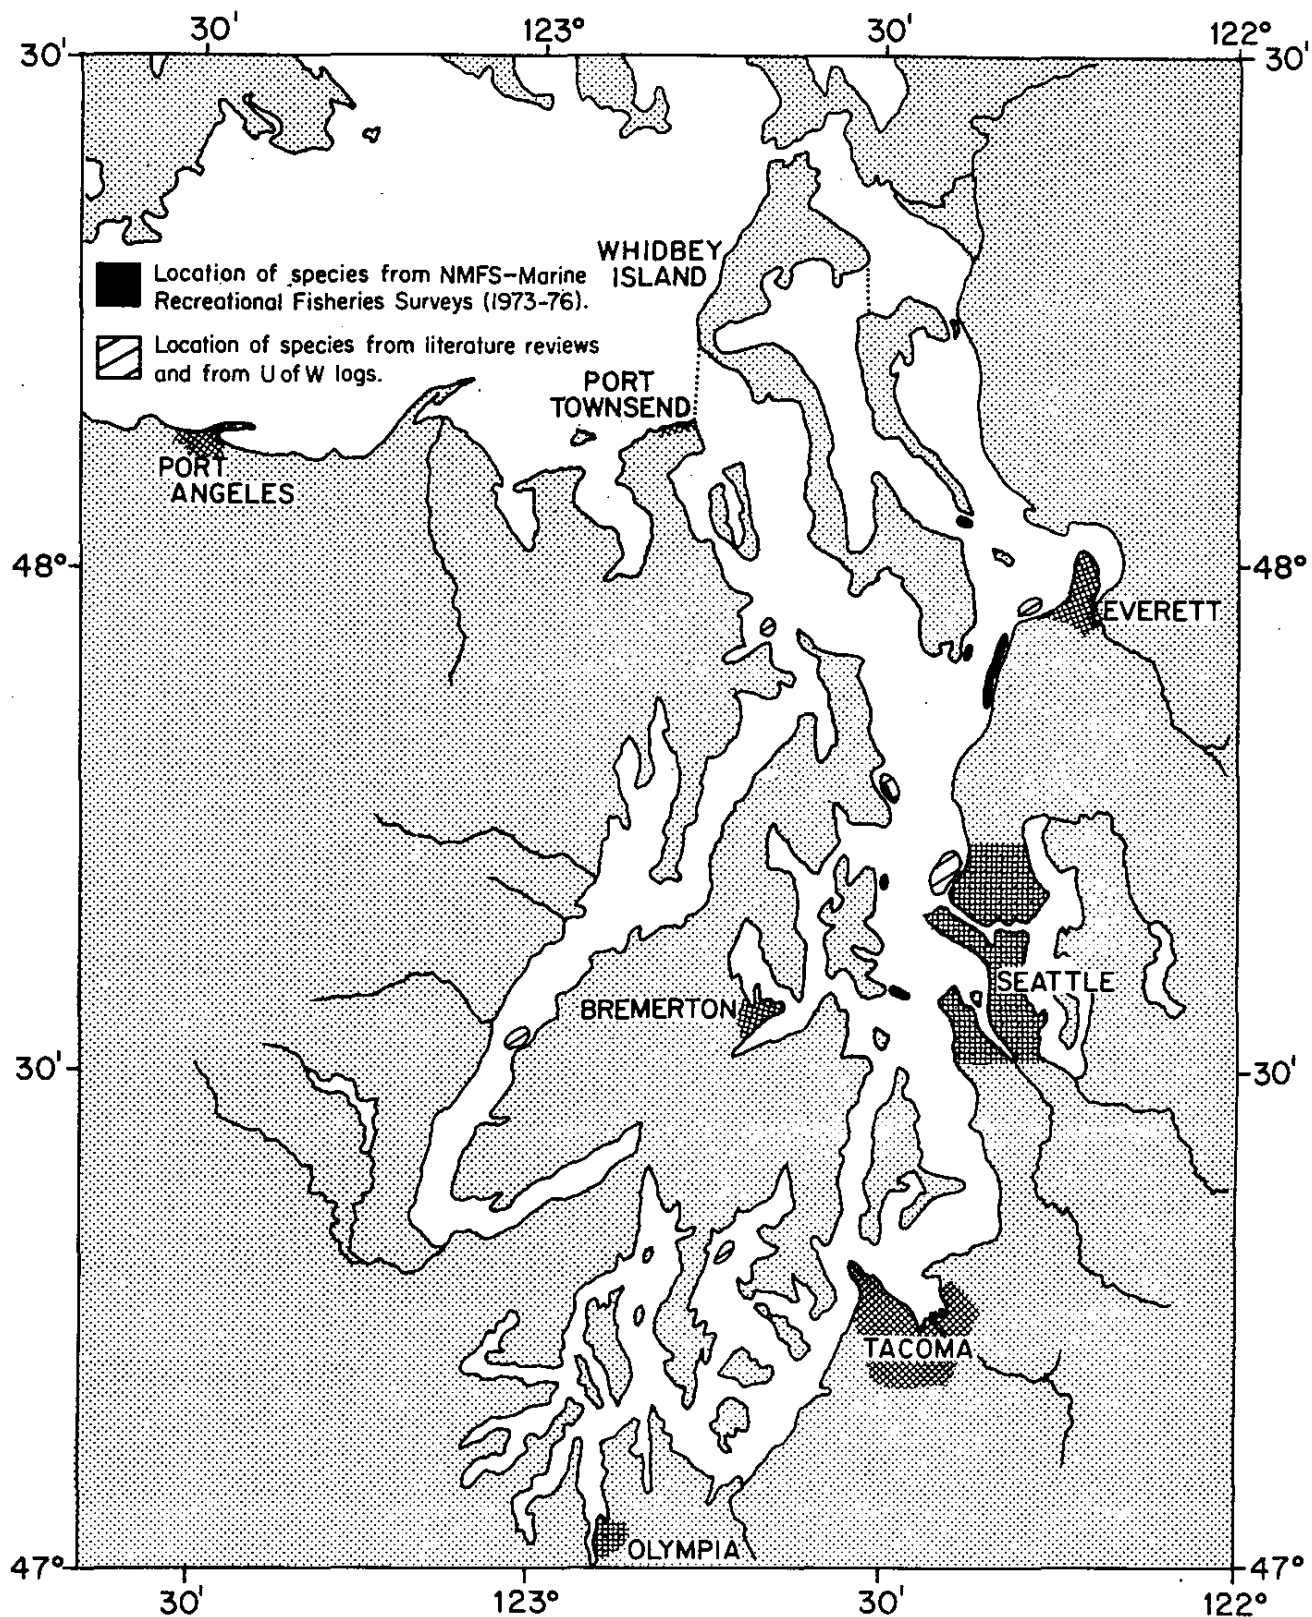 30' 123° 30' 122°
30' 30'
WHIDBEY
ISLAND
Location of species from NMFS-Marine
Recreational Fisheries Surveys (1973-76).
Location of species from literature reviews
and from U of W logs.
PORT
TOWNSEND
PORT
ANGELES
48° 48°
EVERETT
SEATTLE
BREMERTON
30' 30'
TACOMA
OLYMPIA
47° 47°
30' 123° 30' 122°